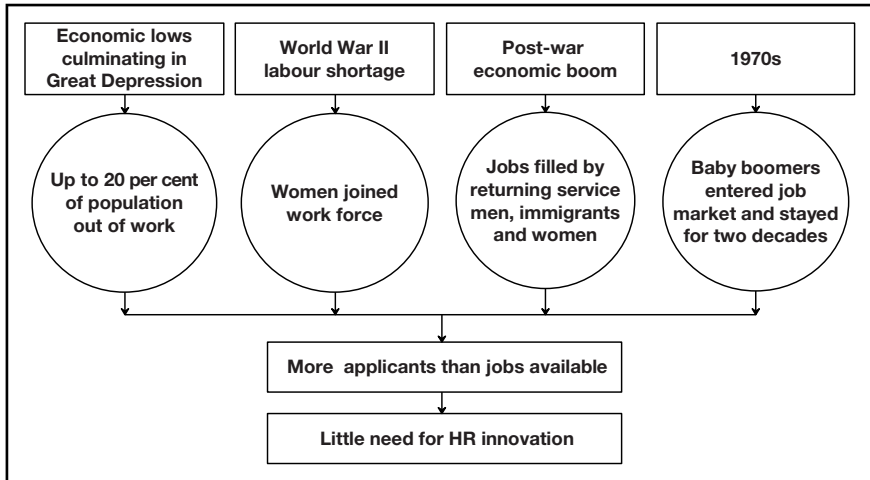 Economic lows
culminating in
Great Depression
World War II
labour shortage
Post-war
economic boom
1970s
Up to 20 per cent
of population
out of work
Women joined
work force
Jobs filled by
returning service
men, immigrants
and women
Baby boomers
entered job
market and stayed
for two decades
More applicants than jobs available
Little need for HR innovation